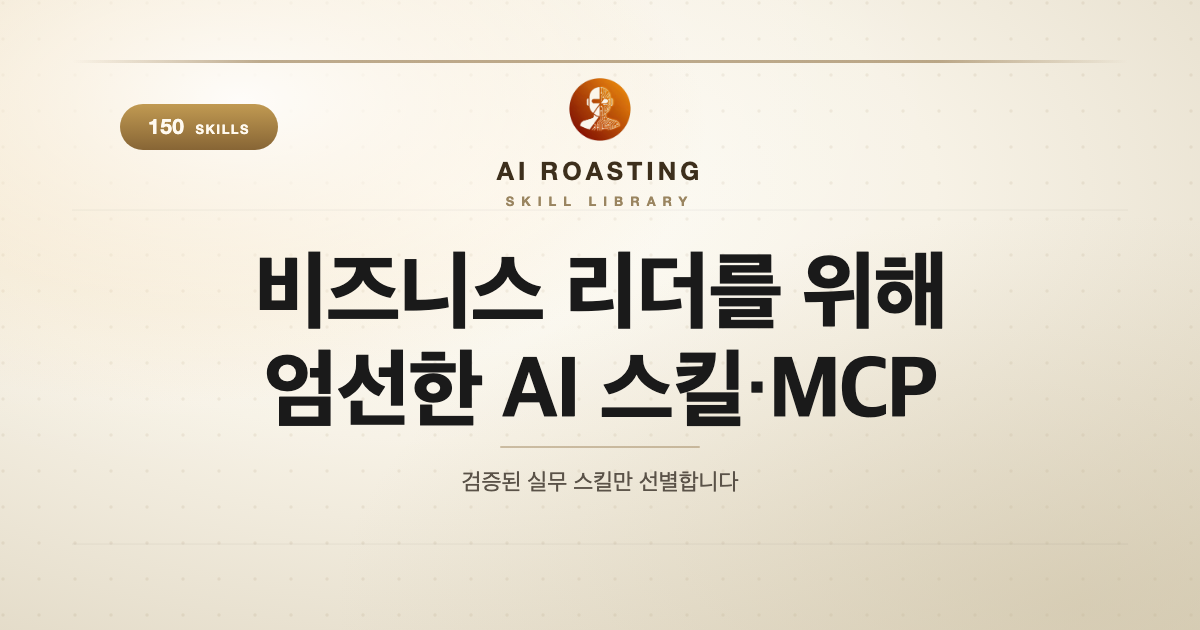 150 SKILLS
AI ROASTING
SKILL LIBRARY
비즈니스 리더를 위해
엄선한 AI 스킬·MCP
검증된 실무 스킬만 선별합니다